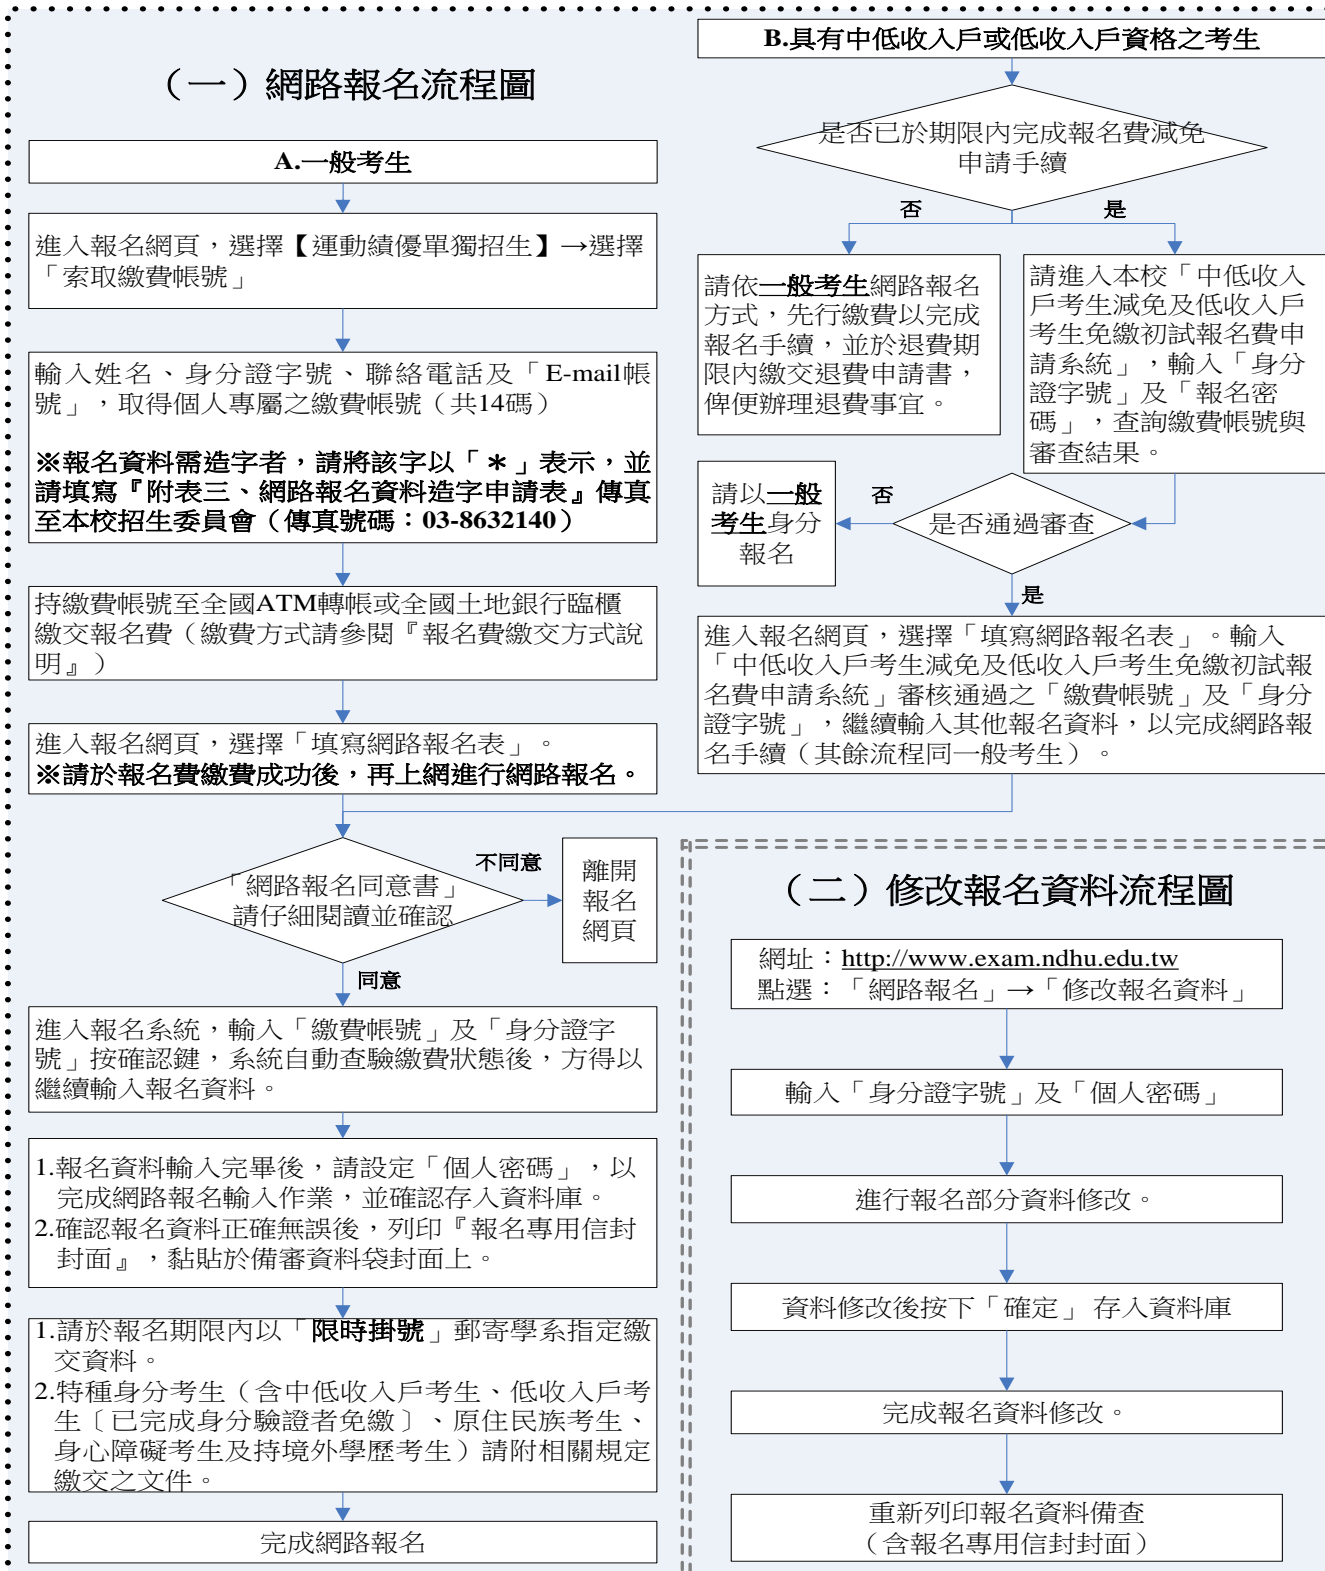 （一）網路報名流程圖
A.一般考生
進入報名網頁，選擇【運動績優單獨招生】→選擇
「索取繳費帳號」
輸入姓名、身分證字號、聯絡電話及「E-mail帳
號」，取得個人專屬之繳費帳號（共14碼）
※報名資料需造字者，請將該字以「＊」表示，並
請填寫『附表三、網路報名資料造字申請表』傳真
至本校招生委員會（傳真號碼：03-8632140）
持繳費帳號至全國ATM轉帳或全國土地銀行臨櫃
繳交報名費（繳費方式請參閱『報名費繳交方式說
明』）
進入報名網頁，選擇「填寫網路報名表」。
※請於報名費繳費成功後，再上網進行網路報名。
「網路報名同意書」
請仔細閱讀並確認
不同意
離開
報名
網頁
同意
進入報名系統，輸入「繳費帳號」及「身分證字
號」按確認鍵，系統自動查驗繳費狀態後，方得以
繼續輸入報名資料。
1.報名資料輸入完畢後，請設定「個人密碼」，以
完成網路報名輸入作業，並確認存入資料庫。
2.確認報名資料正確無誤後，列印『報名專用信封
封面』，黏貼於備審資料袋封面上。
1.請於報名期限內以「限時掛號」郵寄學系指定繳
交資料。
2.特種身分考生（含中低收入戶考生、低收入戶考
生〔已完成身分驗證者免繳〕、原住民族考生、
身心障礙考生及持境外學歷考生）請附相關規定
繳交之文件。
完成網路報名
B.具有中低收入戶或低收入戶資格之考生
是否已於期限內完成報名費減免
申請手續
否
是
請依一般考生網路報名
方式，先行繳費以完成
報名手續，並於退費期
限內繳交退費申請書，
俾便辦理退費事宜。
請進入本校「中低收入
戶考生減免及低收入戶
考生免繳初試報名費申
請系統」，輸入「身分
證字號」及「報名密
碼」，查詢繳費帳號與
審查結果。
請以一般
考生身分
報名
否
是否通過審查
是
進入報名網頁，選擇「填寫網路報名表」。輸入
「中低收入戶考生減免及低收入戶考生免繳初試報
名費申請系統」審核通過之「繳費帳號」及「身分
證字號」，繼續輸入其他報名資料，以完成網路報
名手續（其餘流程同一般考生）。
（二）修改報名資料流程圖
網址：http://www.exam.ndhu.edu.tw
點選：「網路報名」→「修改報名資料」
輸入「身分證字號」及「個人密碼」
進行報名部分資料修改。
資料修改後按下「確定」 存入資料庫
完成報名資料修改。
重新列印報名資料備查
（含報名專用信封封面）